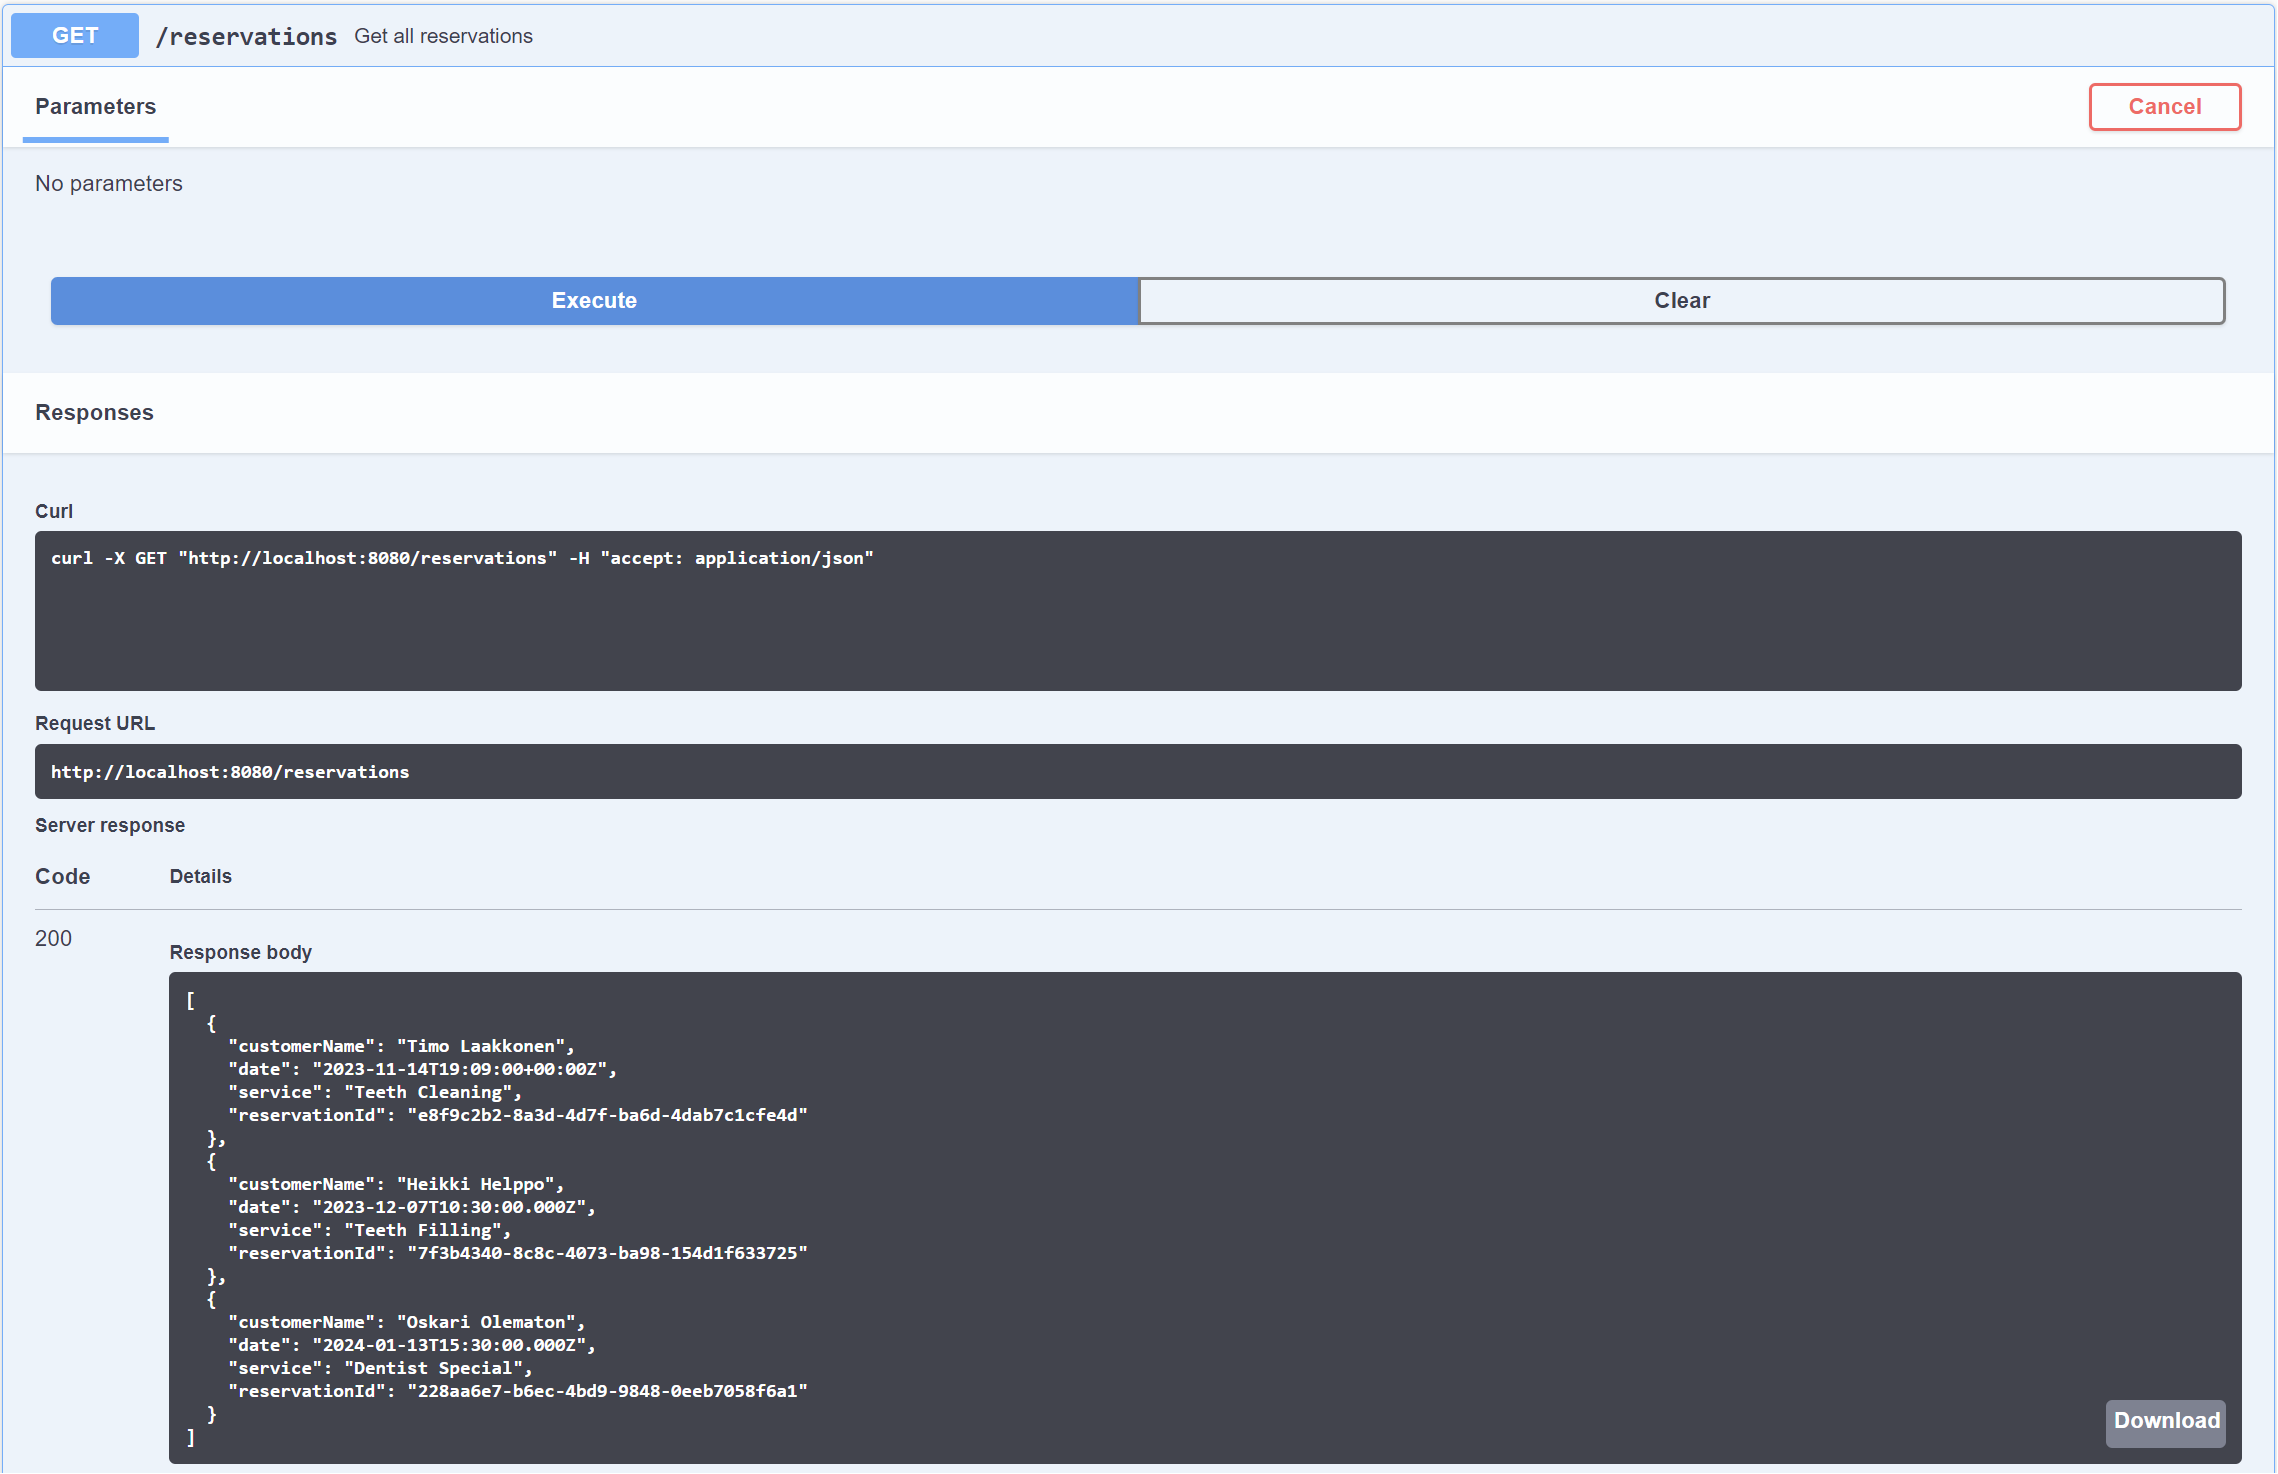 GET /reservations Get all reservations
Parameters
Cancel
No parameters
Execute
Clear
Responses
Curl
curl -X GET "http://localhost:8080/reservations" -H "accept: application/json"
Request URL
http://localhost:8080/reservations
Server response
Code Details
200
Response body
[
  {
    "customerName": "Timo Laakkonen",
    "date": "2023-11-14T19:09:00+00:00Z",
    "service": "Teeth Cleaning",
    "reservationId": "e8f9c2b2-8a3d-4d7f-ba6d-4dab7c1cfe4d"
  },
  {
    "customerName": "Heikki Helppo",
    "date": "2023-12-07T10:30:00.000Z",
    "service": "Teeth Filling",
    "reservationId": "7f3b4340-8c8c-4073-ba98-154d1f633725"
  },
  {
    "customerName": "Oskari Olematon",
    "date": "2024-01-13T15:30:00.000Z",
    "service": "Dentist Special",
    "reservationId": "228aa6e7-b6ec-4bd9-9848-0eeb7058f6a1"
  }
]
Download